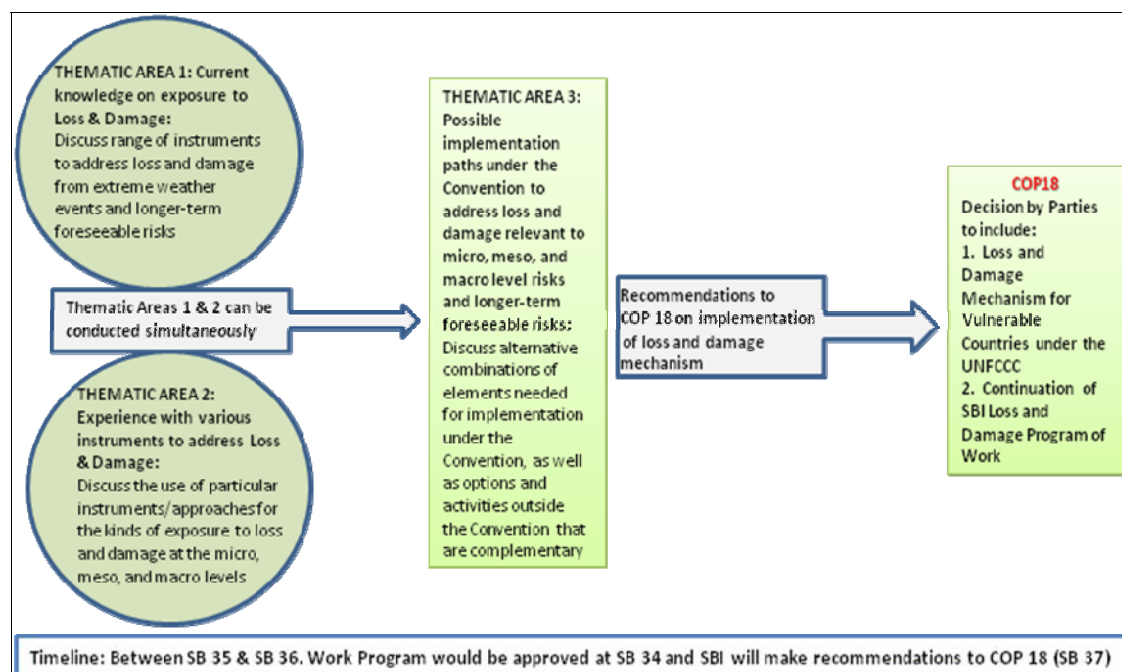 THEMATIC AREA 1: Current
knowledge on exposure to
Loss & Damage:
Discuss range of instruments
to address loss and damage
from extreme weather
events and longer-term
foreseeable risks
Thematic Areas 1 & 2 can be
conducted simultaneously
THEMATIC AREA 2:
Experience with various
instruments to address Loss
& Damage:
Discuss the use of particular
instruments/approaches for
the kinds of exposure to loss
and damage at the micro,
meso, and macro levels
THEMATIC AREA 3:
Possible
implementation
paths under the
Convention to
address loss and
damage relevant to
micro, meso, and
macro level risks
and longer-term
foreseeable risks:
Discuss alternative
combinations of
elements needed
for implementation
under the
Convention, as well
as options and
activities outside
the Convention that
are complementary
Recommendations to
COP 18 on implementation
of loss and damage
mechanism
COP18
Decision by Parties
to include:
1. Loss and
Damage
Mechanism for
Vulnerable
Countries under the
UNFCCC
2. Continuation of
SBI Loss and
Damage Program of
Work
Timeline: Between SB 35 & SB 36. Work Program would be approved at SB 34 and SBI will make recommendations to COP 18 (SB 37)